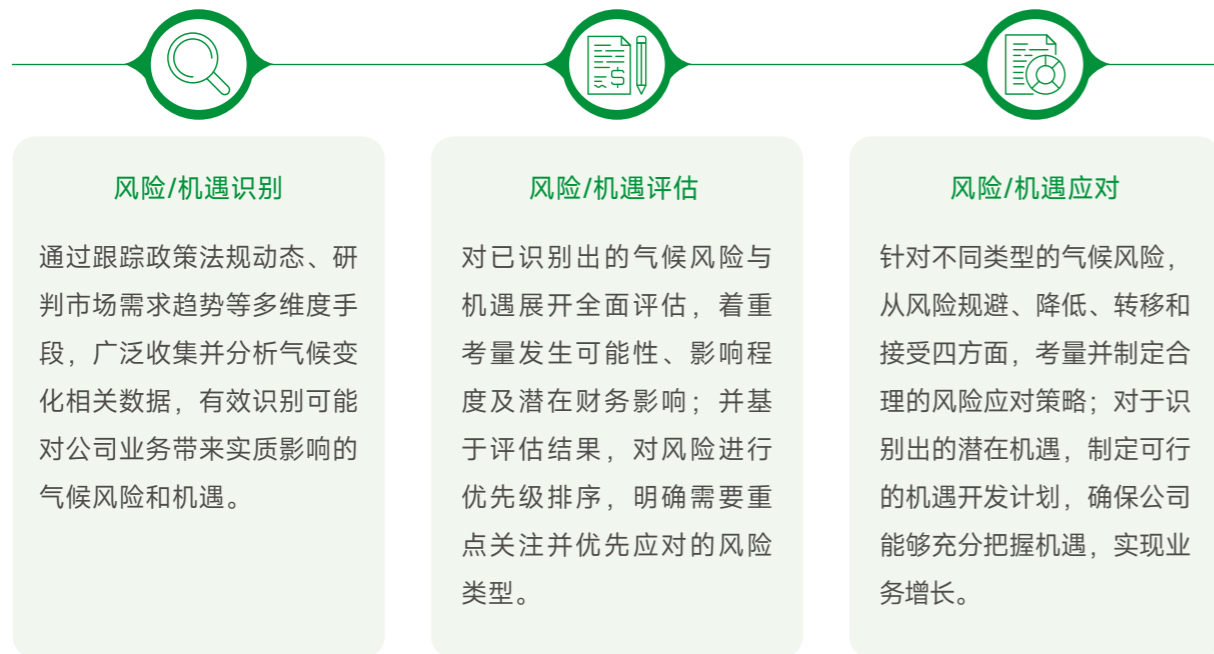 风险/机遇识别
通过跟踪政策法规动态、研
判市场需求趋势等多维度手
段，广泛收集并分析气候变
化相关数据，有效识别可能
对公司业务带来实质影响的
气候风险和机遇。
风险/机遇评估
对已识别出的气候风险与
机遇展开全面评估，着重
考量发生可能性、影响程
度及潜在财务影响；并基
于评估结果，对风险进行
优先级排序，明确需要重
点关注并优先应对的风险
类型。
风险/机遇应对
针对不同类型的气候风险，
从风险规避、降低、转移和
接受四方面，考量并制定合
理的风险应对策略；对于识
别出的潜在机遇，制定可行
的机遇开发计划，确保公司
能够充分把握机遇，实现业
务增长。